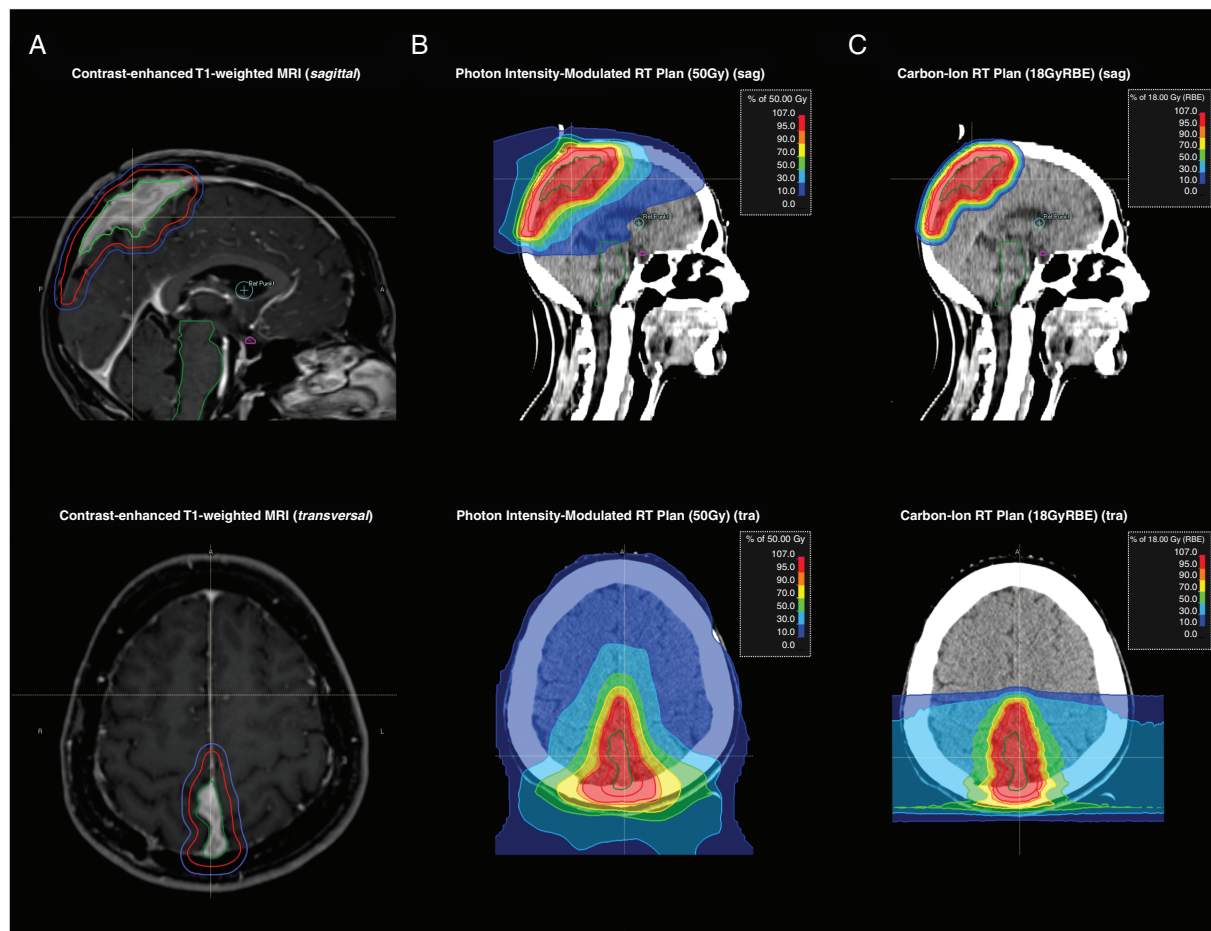 A
Contrast-enhanced T1-weighted MRI (sagittal)
P
A
Ref Punkt
B
Photon Intensity-Modulated RT Plan (50Gy) (sag)
% of 50.00 Gy
107.0
95.0
90.0
70.0
50.0
30.0
10.0
0.0
Ref Punkt
C
Carbon-Ion RT Plan (18GyRBE) (sag)
% of 18.00 Gy (RBE)
107.0
95.0
90.0
70.0
50.0
30.0
10.0
0.0
Ref Punkt
Contrast-enhanced T1-weighted MRI (transversal)
A
R
L
Photon Intensity-Modulated RT Plan (50Gy) (tra)
% of 50.00 Gy
107.0
95.0
90.0
70.0
50.0
30.0
10.0
0.0
A
Carbon-Ion RT Plan (18GyRBE) (tra)
% of 18.00 Gy (RBE)
107.0
95.0
90.0
70.0
50.0
30.0
10.0
0.0
A